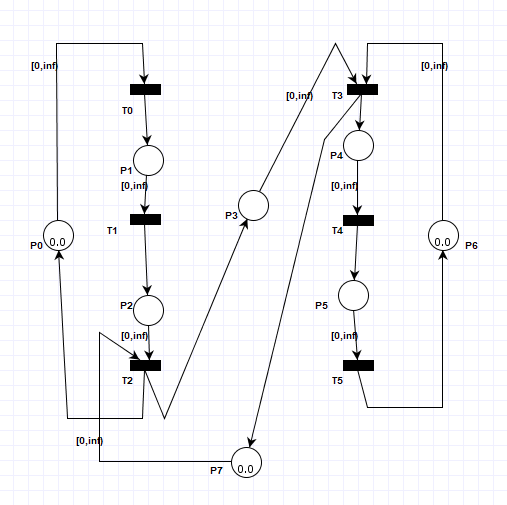 [0,inf)
[0,inf)
[0,inf)
T0
T3
P1
P4
[0,inf)
[0,inf)
P3
T1
T4
P0
0.0
0.0
P6
P2
P5
[0,inf)
[0,inf)
T2
T5
[0,inf)
P7
0.0